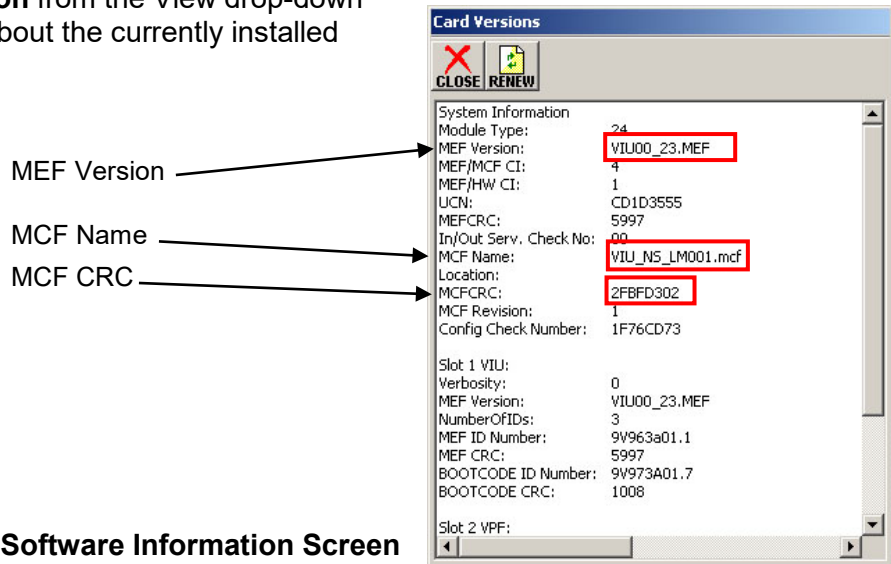 on from the View drop-down
bout the currently installed
MEF Version
MCF Name
MCF CRC
Software Information Screen
Card Versions
CLOSE RENEW
System Information
Module Type: 24
MEF Version: VIU00_23.MEF
MEF/MCF CI: 4
MEF/HW CI: 1
UCN: CD1D3555
MEFCRC: 5997
In/Out Serv. Check No: 00
MCF Name: VIU_NS_LM001.mcf
Location:
MCFCRC: 2FBFD302
MCF Revision: 1
Config Check Number: 1F76CD73
Slot 1 VIU:
Verbosity: 0
MEF Version: VIU00_23.MEF
NumberOfIDs: 3
MEF ID Number: 9V963a01.1
MEF CRC: 5997
BOOTCODE ID Number: 9V973A01.7
BOOTCODE CRC: 1008
Slot 2 VPF: